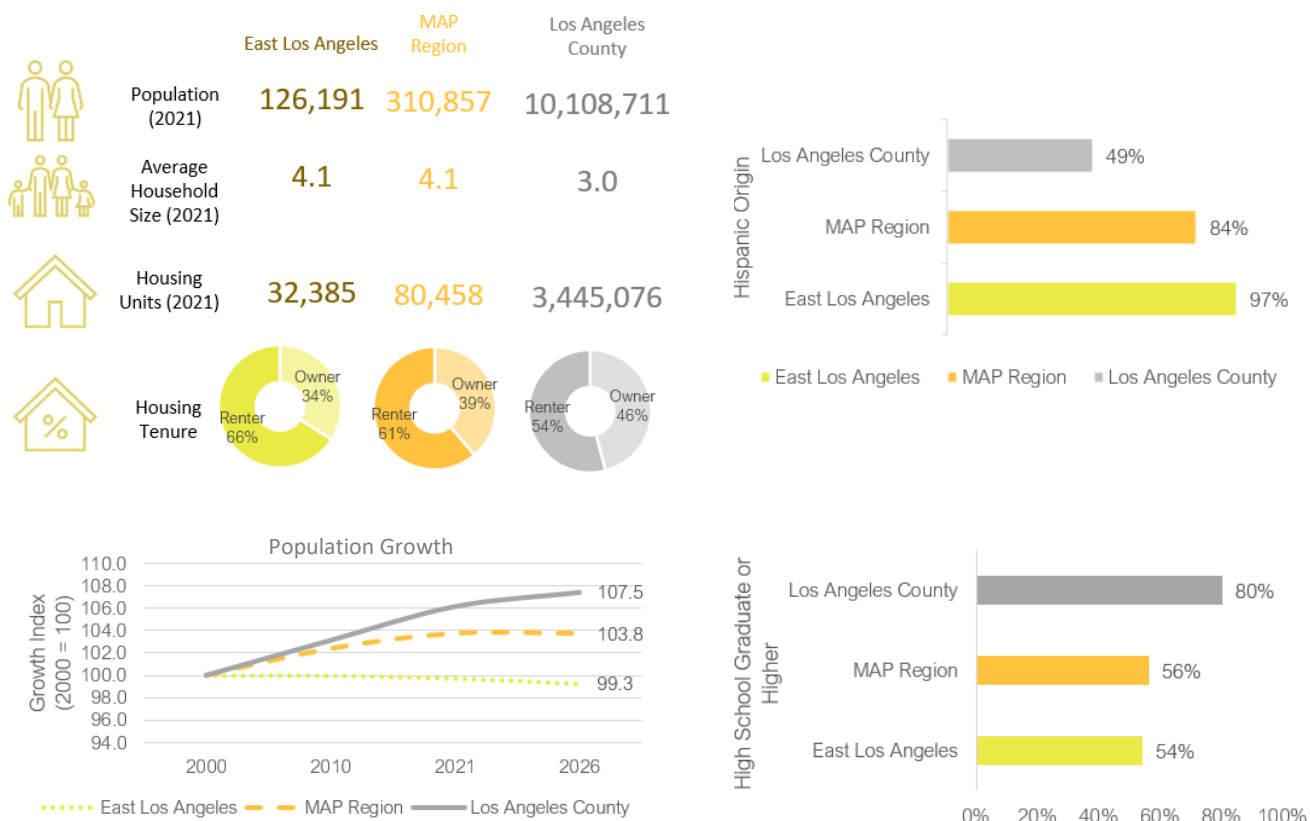 East Los Angeles
MAP
Region
Los Angeles
County
Population
(2021)
126,191
310,857
10,108,711
Average
Household
Size (2021)
4.1
4.1
3.0
Housing
Units (2021)
32,385
80,458
3,445,076
%
Housing
Tenure
Owner
34%
Renter
66%
Owner
39%
Renter
61%
Owner
46%
Renter
54%
Hispanic Origin
Los Angeles County
49%
MAP Region
84%
East Los Angeles
97%
East Los Angeles
MAP Region
Los Angeles County
Population Growth
Growth Index
(2000 = 100)
110.0
108.0
106.0
104.0
102.0
100.0
98.0
96.0
94.0
107.5
103.8
99.3
2000
2010
2021
2026
East Los Angeles
MAP Region
Los Angeles County
High School Graduate or
Higher
Los Angeles County
80%
MAP Region
56%
East Los Angeles
54%
0%
20%
40%
60%
80%
100%